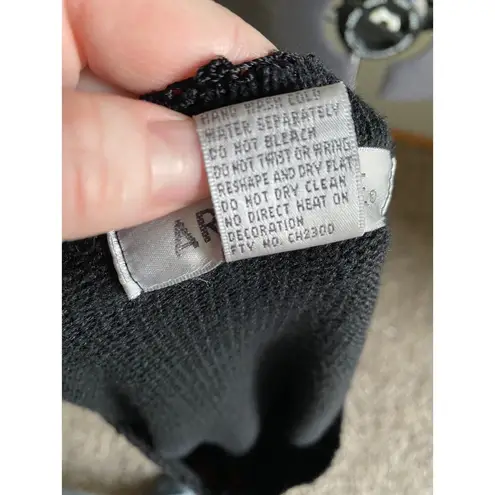 HAND WASH COLD
WATER SEPARATELY
DO NOT BLEACH
DO NOT TWIST OR WRING
RESHAPE AND DRY FLAT
DO NOT DRY CLEAN
NO DIRECT HEAT ON
DECORATION
FTY NO. CH2300